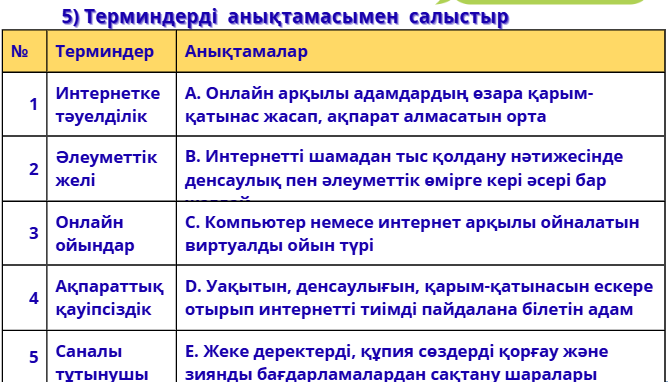 5) Терминдерді анықтамасымен салыстыр
№ Терминдер Анықтамалар
1 Интернетке тәуелділік A. Онлайн арқылы адамдардың өзара қарым-
қатынас жасап, ақпарат алмасатын орта
2 Әлеуметтік желі B. Интернетті шамадан тыс қолдану нәтижесінде
денсаулық пен әлеуметтік өмірге кері әсері бар
3 Онлайн ойындар C. Компьютер немесе интернет арқылы ойналатын
виртуалды ойын түрі
4 Ақпараттық қауіпсіздік D. Уақытын, денсаулығын, қарым-қатынасын ескере
отырып интернетті тиімді пайдалана білетін адам
5 Саналы тұтынушы E. Жеке деректерді, құпия сөздерді қорғау және
зиянды бағдарламалардан сақтану шаралары